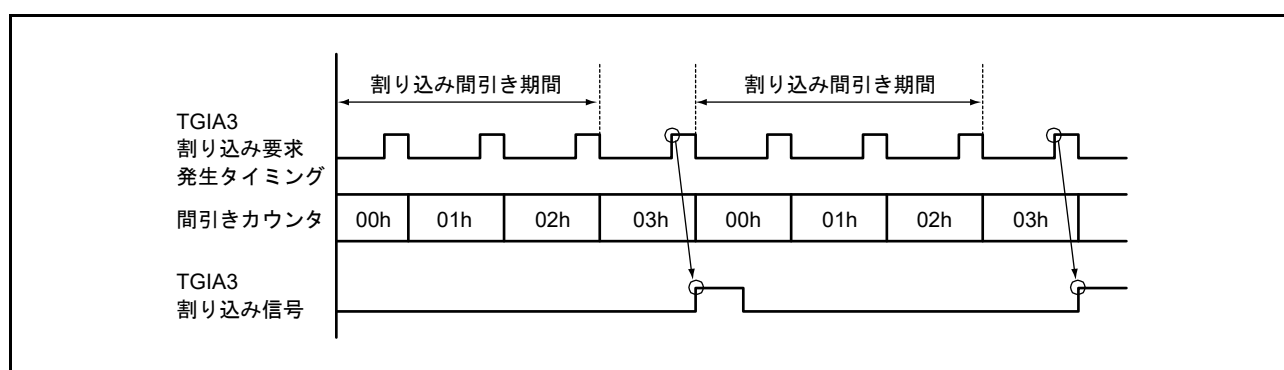 割り込み間引き期間 割り込み間引き期間
TGIA3
割り込み要求
発生タイミング
間引きカウンタ 00h 01h 02h 03h 00h 01h 02h 03h
TGIA3
割り込み信号